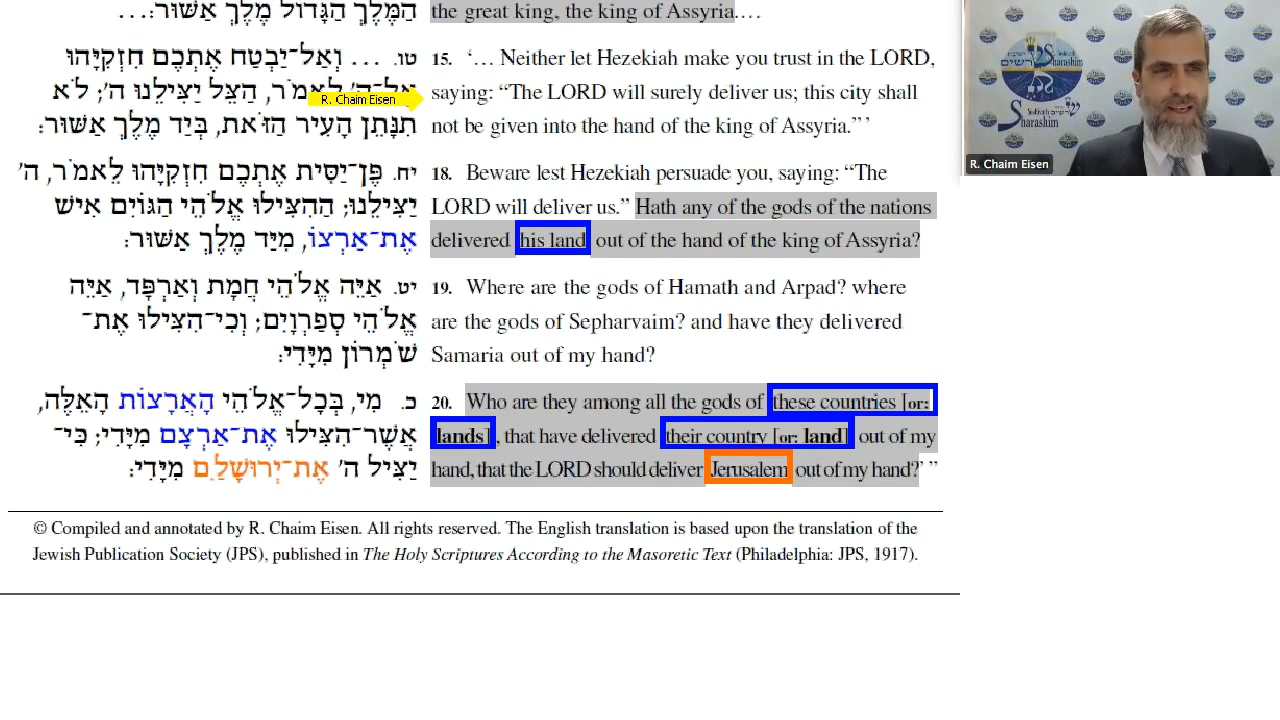 הַמֶּלֶךְ הַגָּדוֹל מֶלֶךְ אַשּׁוּר:...
the great king, the king of Assyria....
טו. ... וְאַל־יַבְטַח אֶתְכֶם חִזְקִיָּהוּ
לֵאמֹר, הַצֵּל יַצִּילֵנוּ ה'; לֹא
תִנָּתֵן הָעִיר הַזֹּאת, בְּיַד מֶלֶךְ אַשּׁוּר:
15. ‘… Neither let Hezekiah make you trust in the LORD,
saying: “The LORD will surely deliver us; this city shall
not be given into the hand of the king of Assyria.” ’
R. Chaim Eisen
יח. פֶּן־יַסִּית אֶתְכֶם חִזְקִיָּהוּ לֵאמֹר, ה'
יַצִּילֵנוּ; הַהִצִּילוּ אֱלֹהֵי הַגּוֹיִם אִישׁ
אֶת־אַרְצוֹ, מִיַּד מֶלֶךְ אַשּׁוּר:
18. Beware lest Hezekiah persuade you, saying: “The
LORD will deliver us.” Hath any of the gods of the nations
delivered his land out of the hand of the king of Assyria?
יט. אַיֵּה אֱלֹהֵי חֲמָת וְאַרְפָּד, אַיֵּה
אֱלֹהֵי סְפַרְוָיִם; וְכִי־הִצִּילוּ אֶת־
שֹׁמְרוֹן מִיָּדִי:
19. Where are the gods of Hamath and Arpad? where
are the gods of Sepharvaim? and have they delivered
Samaria out of my hand?
כ. מִי, בְּכָל־אֱלֹהֵי הָאֲרָצוֹת הָאֵלֶּה,
אֲשֶׁר־הִצִּילוּ אֶת־אַרְצָם מִיָּדִי; כִּי־
יַצִּיל ה' אֶת־יְרוּשָׁלַ‍ִם מִיָּדִי:
20. Who are they among all the gods of these countries [or:
lands], that have delivered their country [or: land] out of my
hand, that the LORD should deliver Jerusalem out of my hand?’ ”
© Compiled and annotated by R. Chaim Eisen. All rights reserved. The English translation is based upon the translation of the
Jewish Publication Society (JPS), published in The Holy Scriptures According to the Masoretic Text (Philadelphia: JPS, 1917).
Yeshivath
Sharashim
R. Chaim Eisen